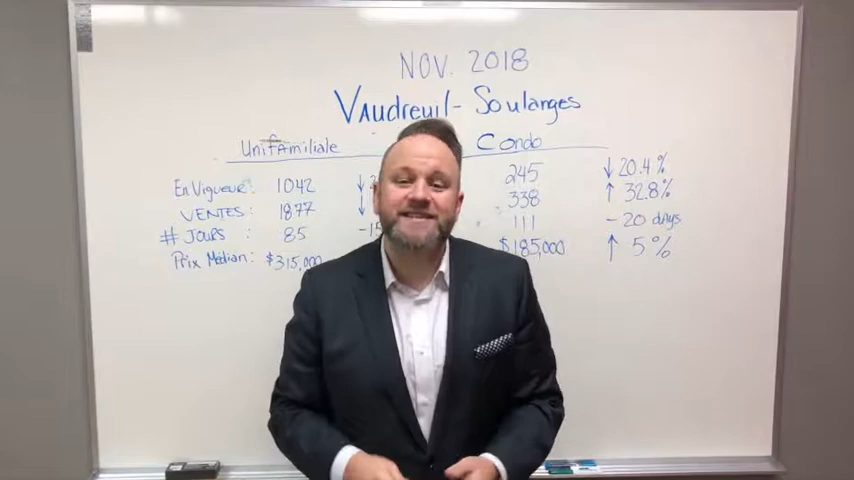 NOV. 2018
Vaudreuil-Soulanges
Unifamiliale Condo
En Vigueur: 1042 ↓ 245 ↓ 20.4%
VENTES: 1877 ↓ 338 ↑ 32.8%
# JOURS: 85 111 - 20 days
Prix Médian: $315,000 $185,000 ↑ 5%